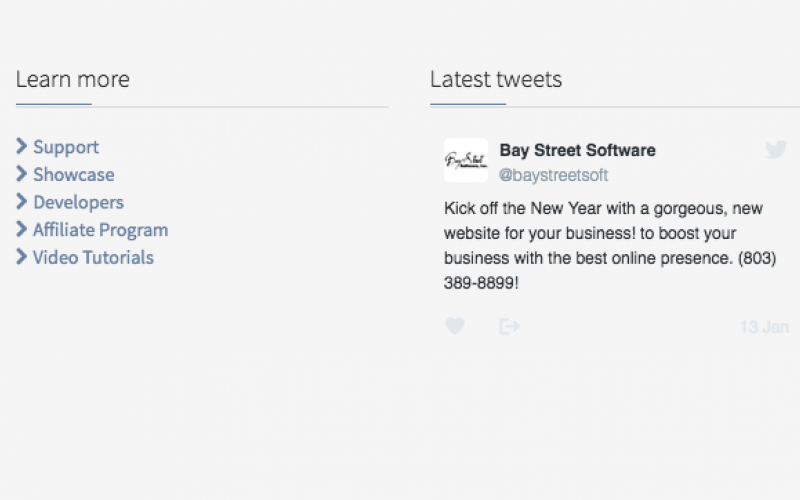 Learn more
Support
Showcase
Developers
Affiliate Program
Video Tutorials
Latest tweets
Bay Street Software
@baystreetsoft
Kick off the New Year with a gorgeous, new
website for your business! to boost your
business with the best online presence. (803)
389-8899!
13 Jan